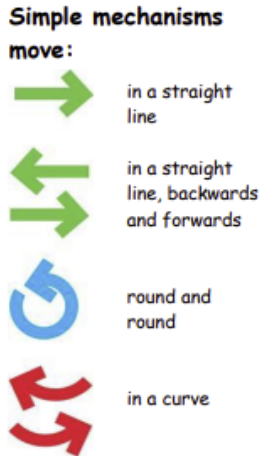 Simple mechanisms
move:
in a straight
line
in a straight
line, backwards
and forwards
round and
round
in a curve